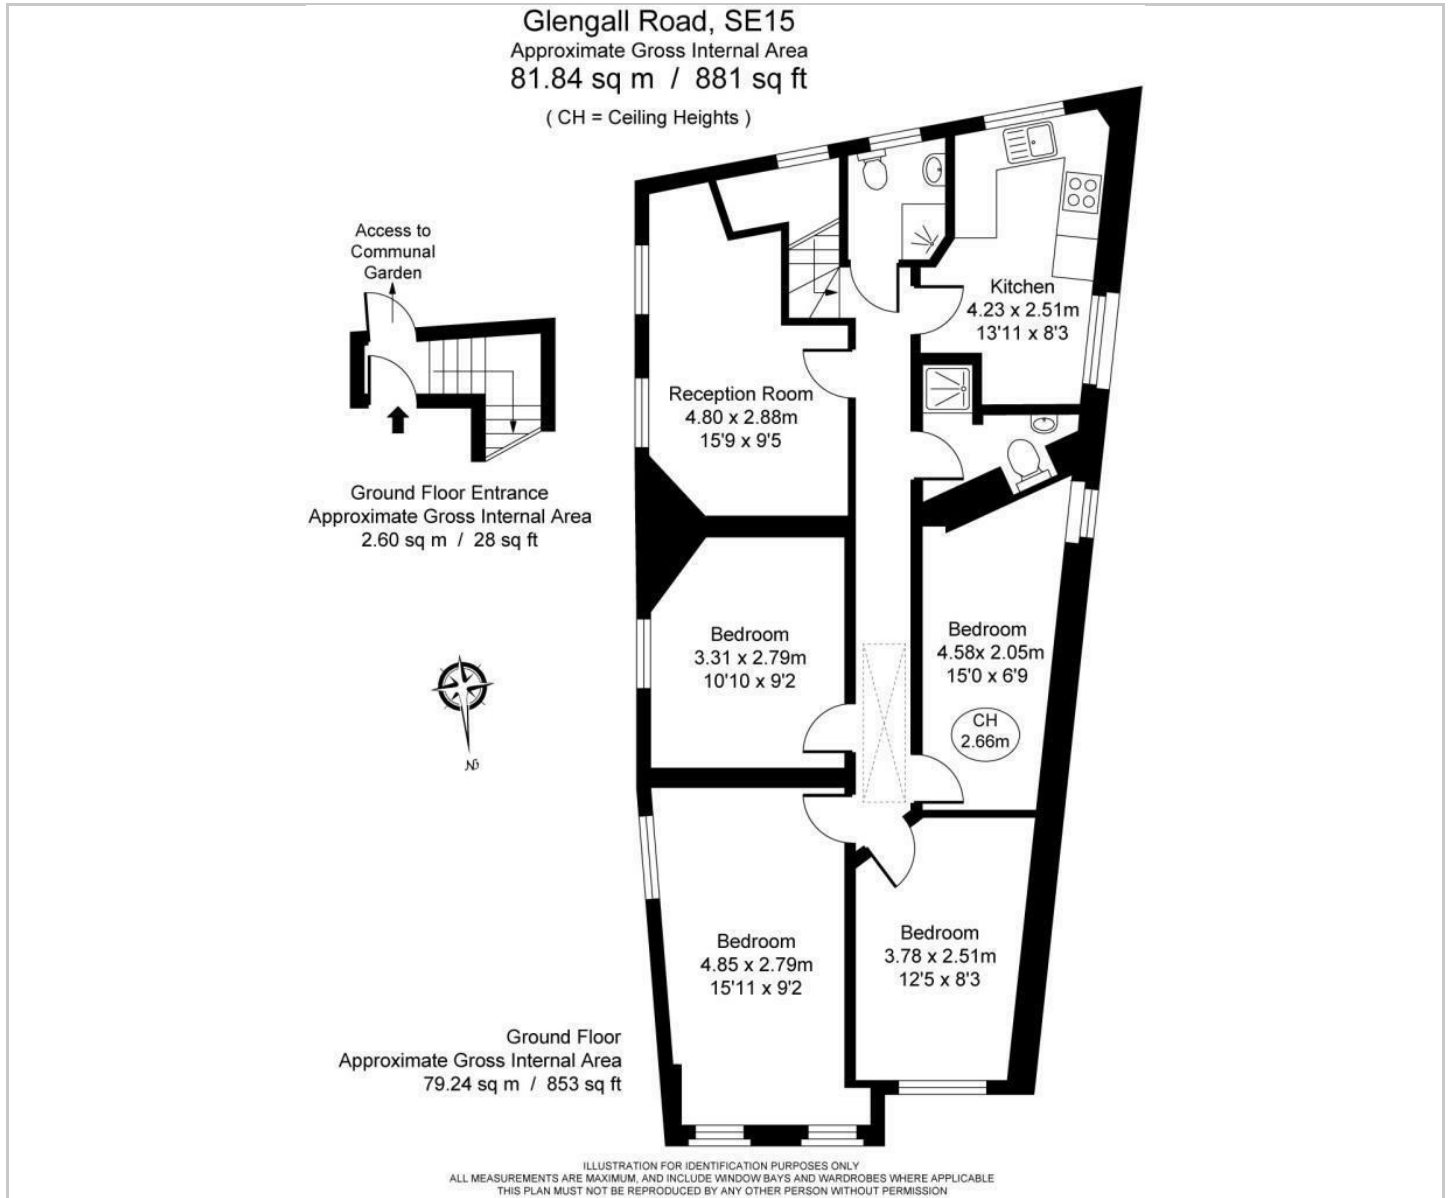 Glengall Road, SE15
Approximate Gross Internal Area
81.84 sq m / 881 sq ft
( CH = Ceiling Heights )
Access to
Communal
Garden
Ground Floor Entrance
Approximate Gross Internal Area
2.60 sq m / 28 sq ft
Kitchen
4.23 x 2.51m
13'11 x 8'3
Reception Room
4.80 x 2.88m
15'9 x 9'5
Bedroom
3.31 x 2.79m
10'10 x 9'2
Bedroom
4.58x 2.05m
15'0 x 6'9
CH
2.66m
N
Bedroom
4.85 x 2.79m
15'11 x 9'2
Bedroom
3.78 x 2.51m
12'5 x 8'3
Ground Floor
Approximate Gross Internal Area
79.24 sq m / 853 sq ft
ILLUSTRATION FOR IDENTIFICATION PURPOSES ONLY
ALL MEASUREMENTS ARE MAXIMUM, AND INCLUDE WINDOW BAYS AND WARDROBES WHERE APPLICABLE
THIS PLAN MUST NOT BE REPRODUCED BY ANY OTHER PERSON WITHOUT PERMISSION